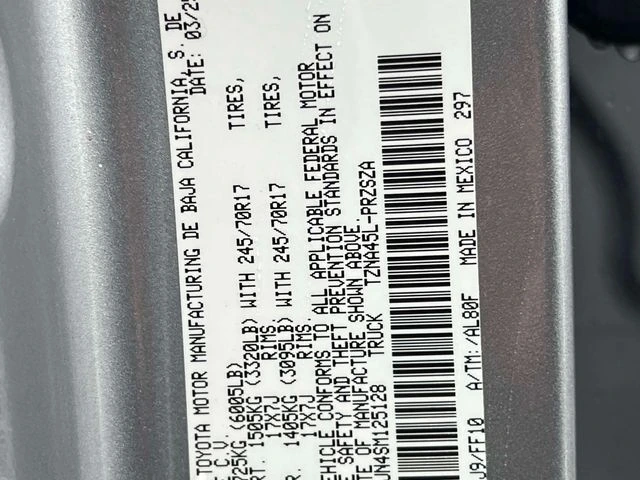 TOYOTA MOTOR MANUFACTURING DE BAJA CALIFORNIA, S. DE
C.V. DATE: 03/25
725KG (6005LB)
RT. 1505KG (3320LB) WITH 245/70R17 TIRES,
17X7J RIMS.
R. 1405KG (3095LB) WITH 245/70R17 TIRES,
17X7J RIMS.
EHICLE CONFORMS TO ALL APPLICABLE FEDERAL MOTOR
E SAFETY AND THEFT PREVENTION STANDARDS IN EFFECT ON
ATE OF MANUFACTURE SHOWN ABOVE.
JN4SM125128 TRUCK TZNA45L-PRZSZA
J9/FF10 A/TM: /AL80F MADE IN MEXICO 297